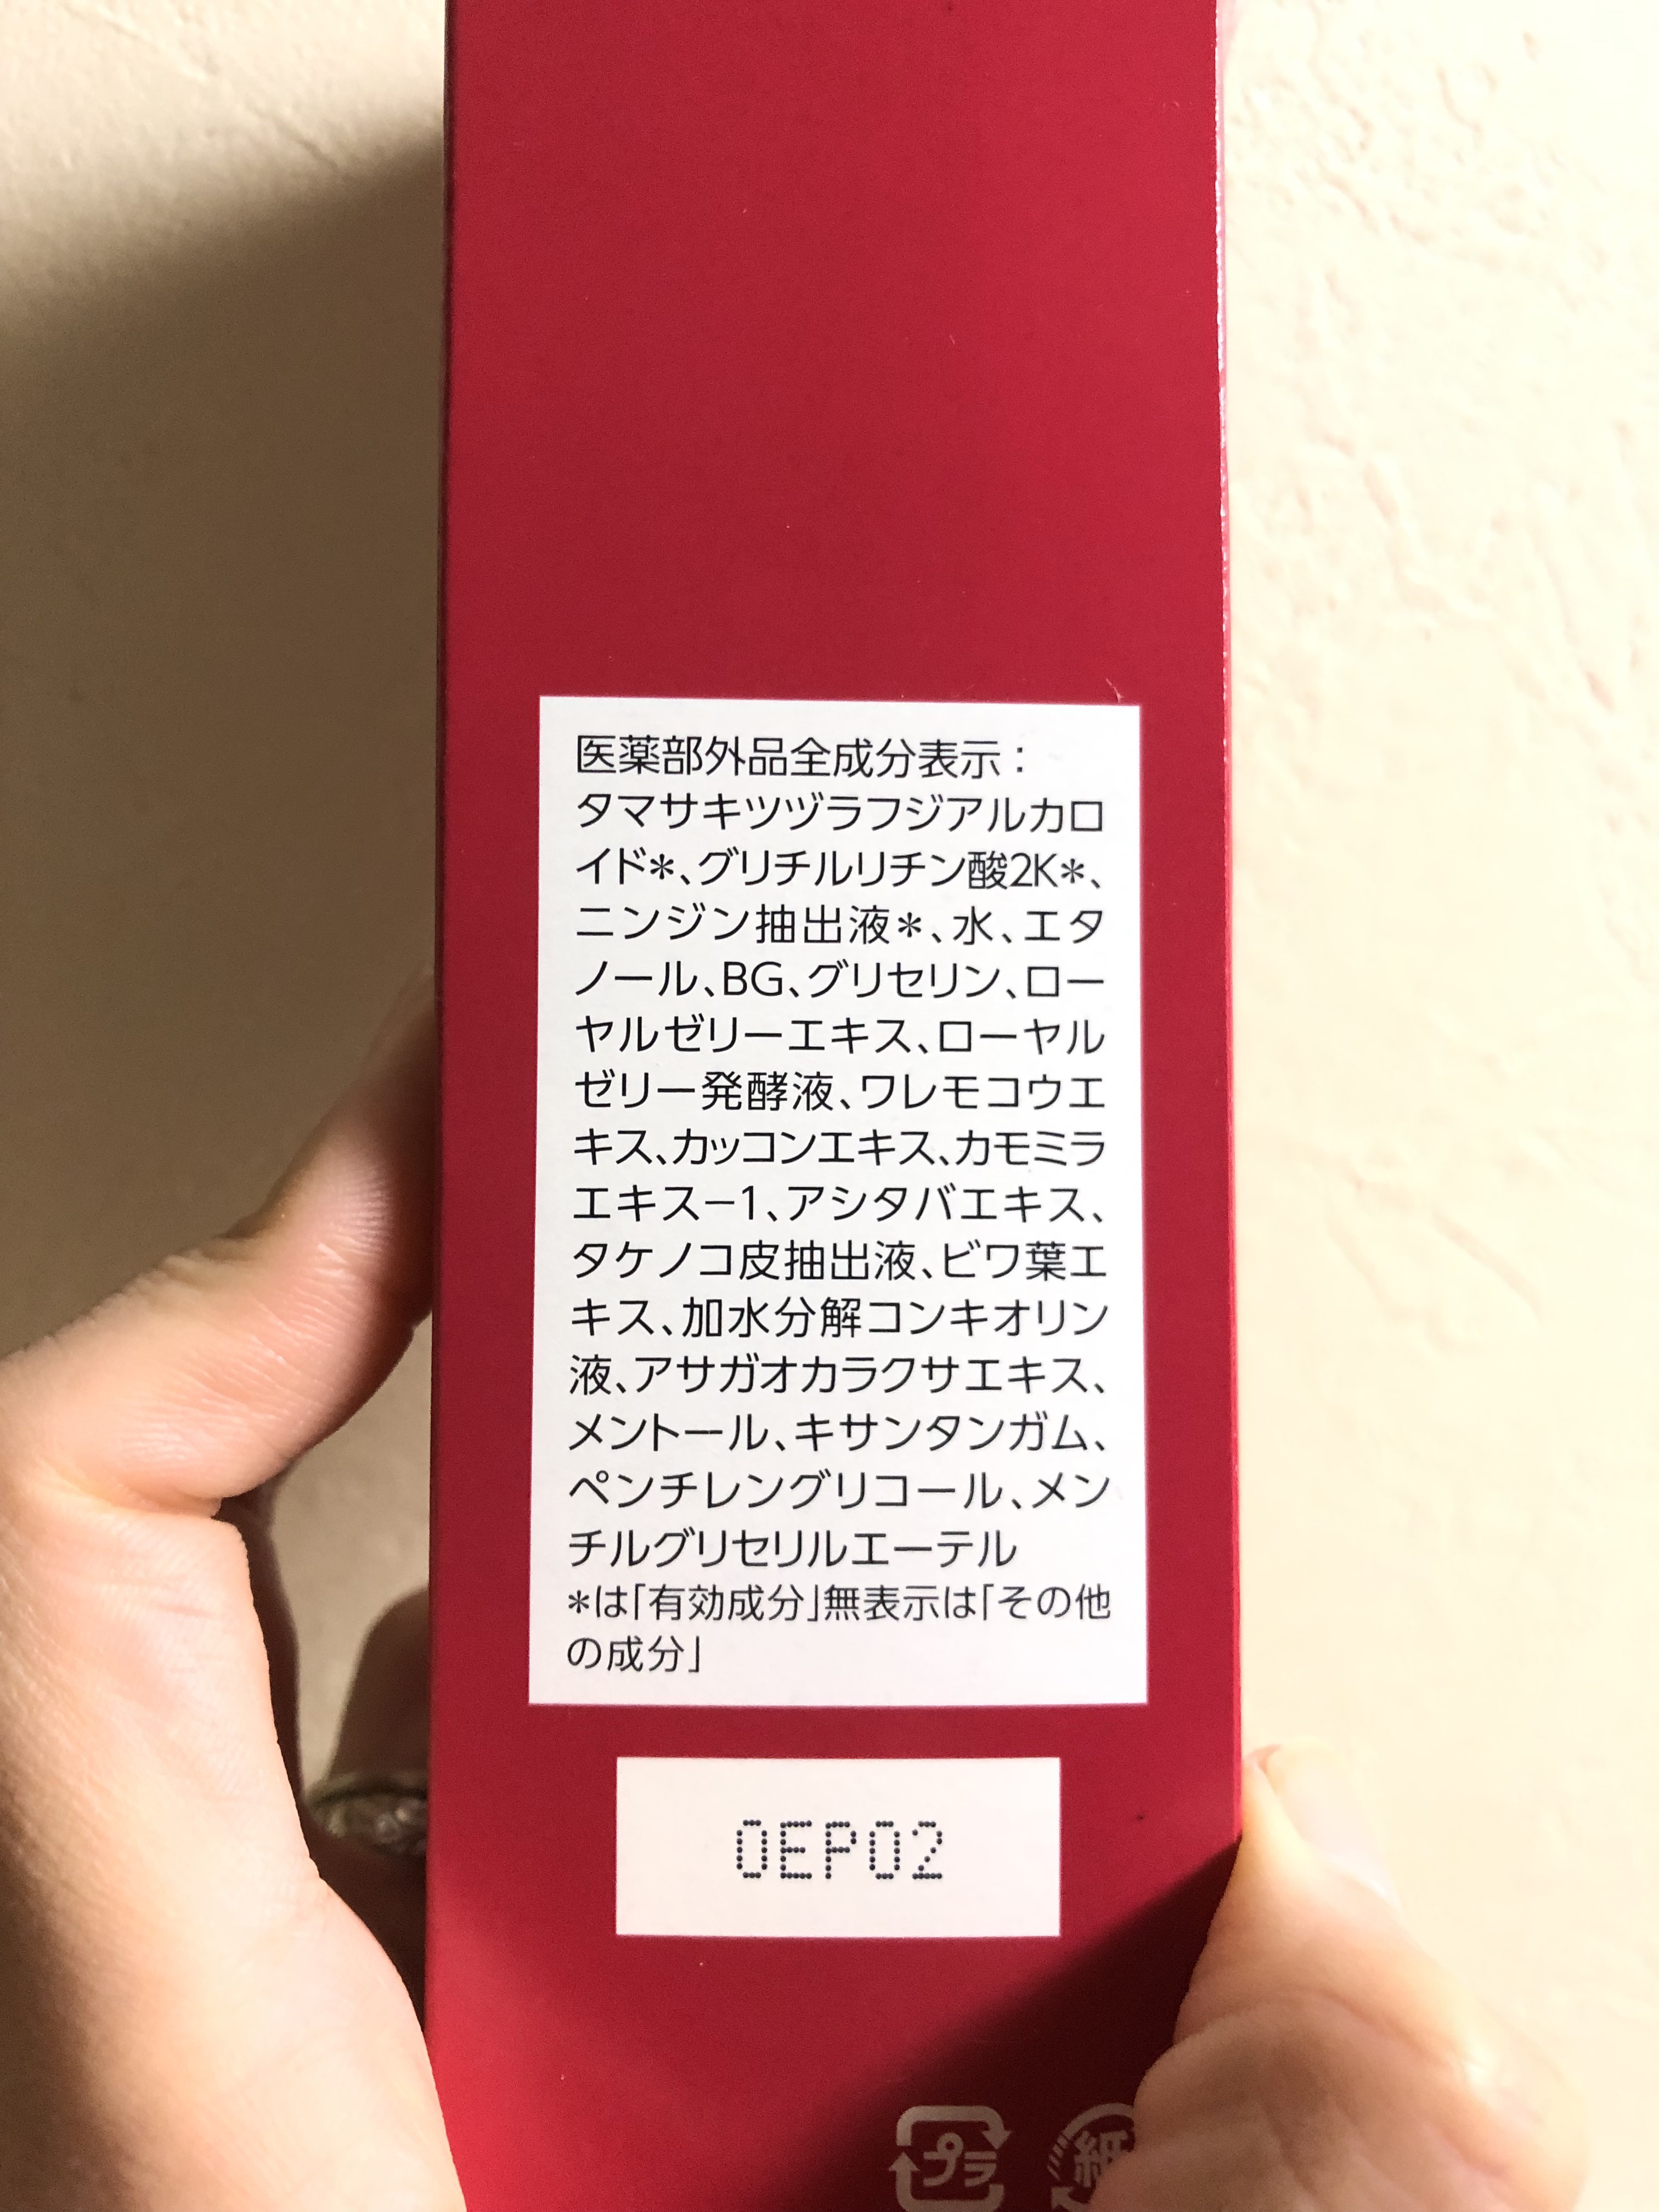 医薬部外品全成分表示：
タマサキツヅラフジアルカロ
イド＊、グリチルリチン酸2K＊、
ニンジン抽出液＊、水、エタ
ノール、BG、グリセリン、ロー
ヤルゼリーエキス、ローヤル
ゼリー発酵液、ワレモコウエ
キス、カッコンエキス、カモミラ
エキス－1、アシタバエキス、
タケノコ皮抽出液、ビワ葉エ
キス、加水分解コンキオリン
液、アサガオカラクサエキス、
メントール、キサンタンガム、
ペンチレングリコール、メン
チルグリセリルエーテル
＊は「有効成分」無表示は「その他
の成分」
OEP02
プラ
紙